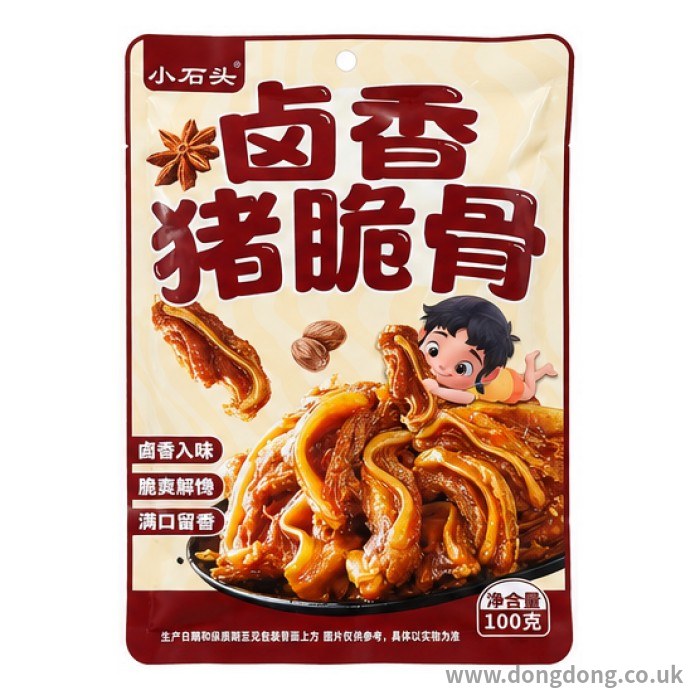 小石头®
卤香
猪脆骨
卤香入味
脆爽解馋
满口留香
净含量
100克
生产日期和保质期至见包装背面上方 图片仅供参考，具体以实物为准
www.dongdong.co.uk